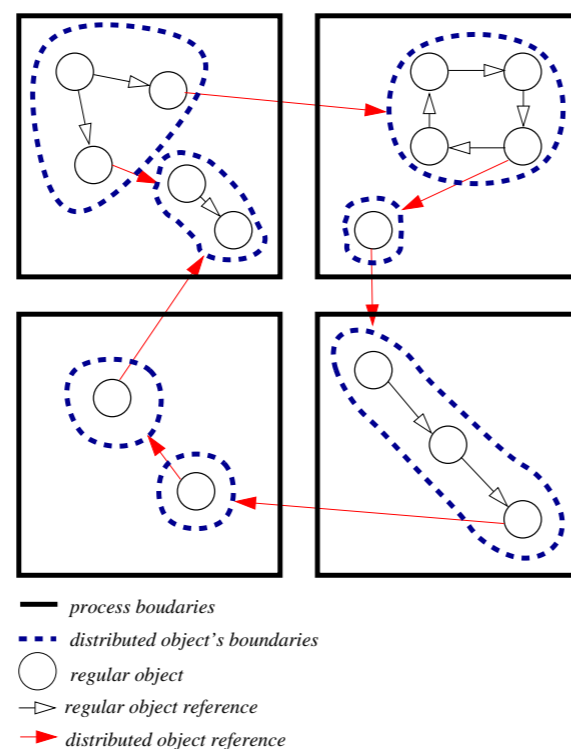 process boudaries
distributed object's boundaries
regular object
regular object reference
distributed object reference